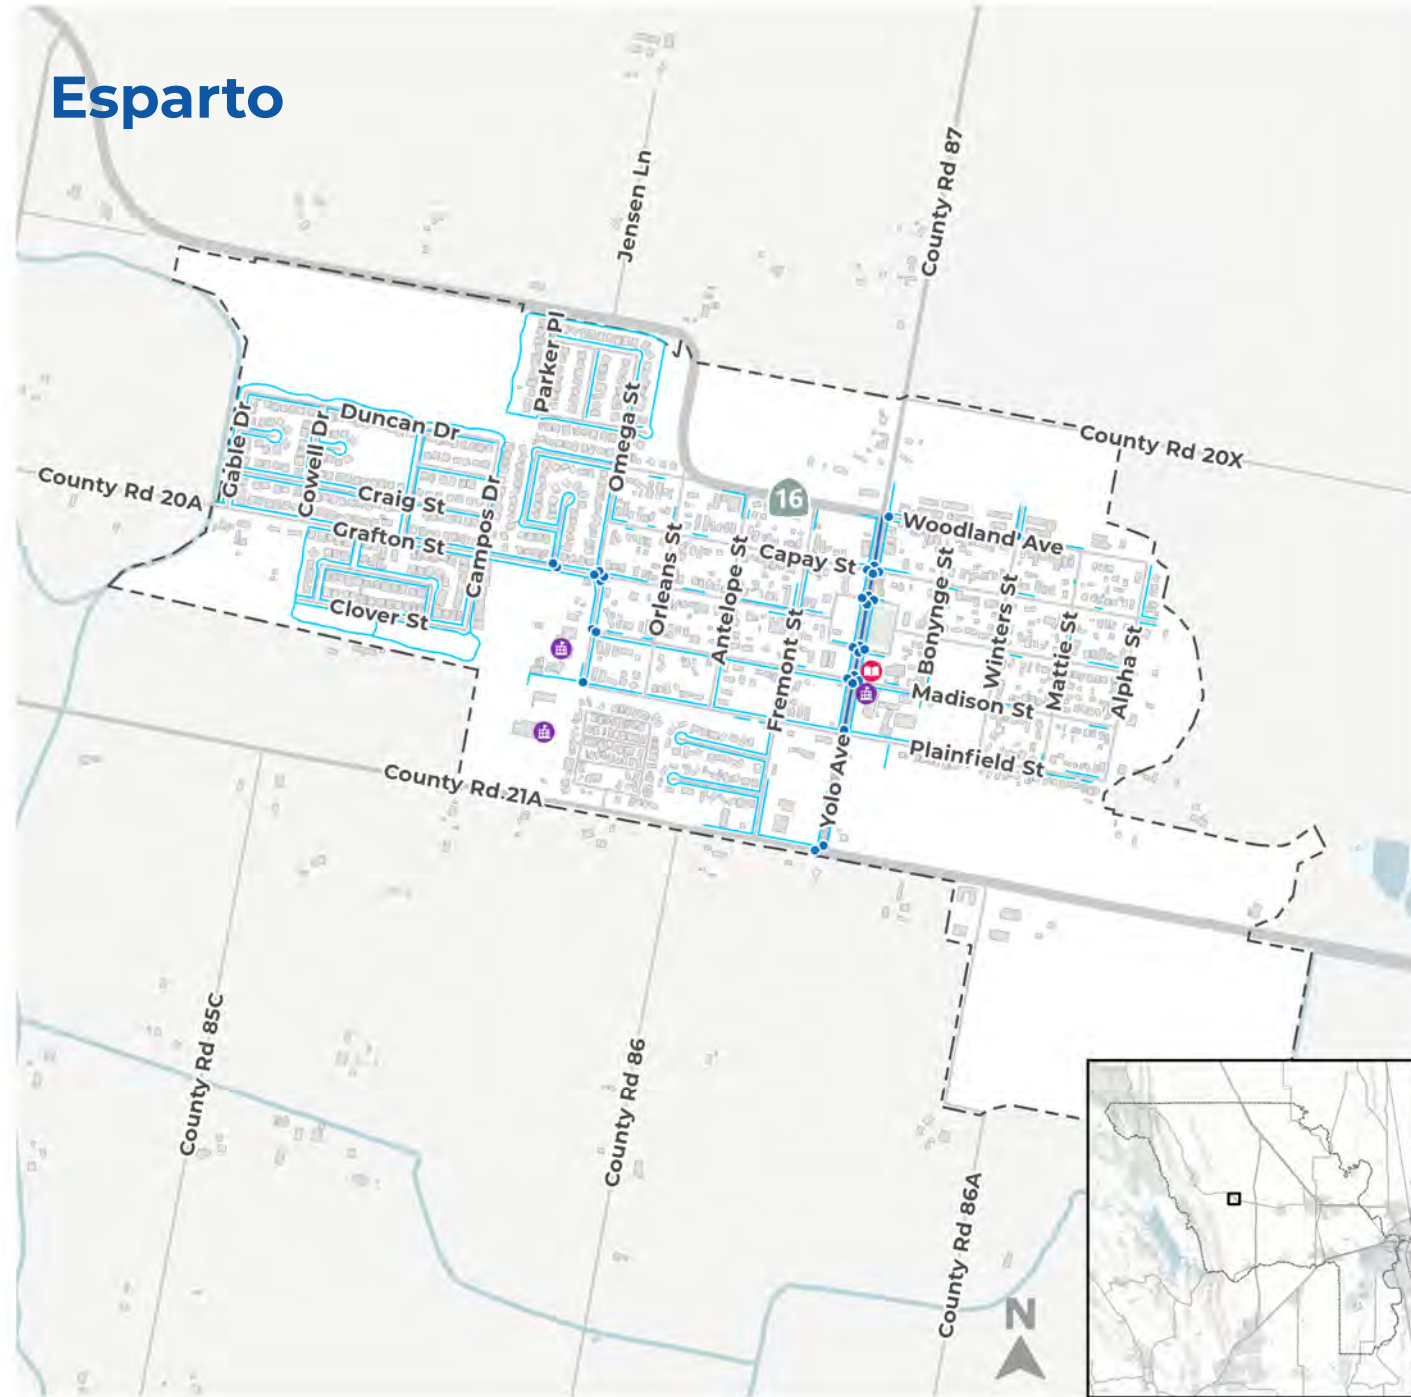 Esparto
Jensen Ln
County Rd 87
Parker Pl
Omega St
Duncan Dr
Gable Dr
Cowell Dr
County Rd 20X
County Rd 20A
Craig St
Campos Dr
16
Woodland Ave
Grafton St
Capay St
Orleans St
Antelope St
Bonynge St
Winters St
Clover St
Fremont St
Mattie St
Alpha St
Madison St
Plainfield St
County Rd 21A
Yolo Ave
County Rd 85C
County Rd 86
County Rd 86A
N